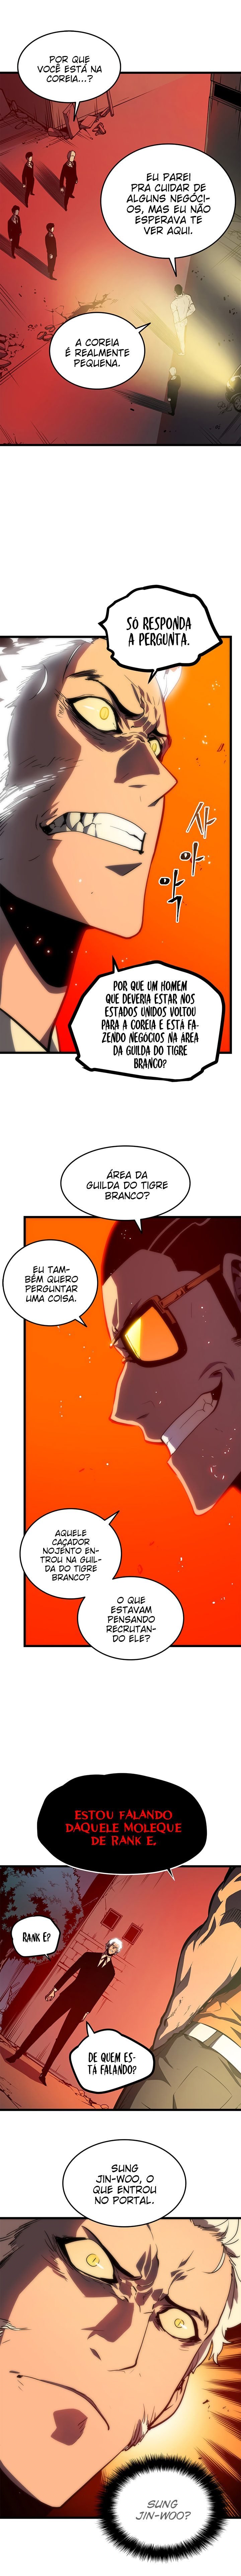 POR QUE
VOCÊ ESTÁ NA
COREIA...?
EU PAREI
PRA CUIDAR DE
ALGUNS NEGÓCI-
OS, MAS EU NÃO
ESPERAVA TE
VER AQUI.
A COREIA
É REALMENTE
PEQUENA.
SÓ RESPONDA
A PERGUNTA.
사
아
악
POR QUE UM HOMEM
QUE DEVERIA ESTAR NOS
ESTADOS UNIDOS VOLTOU
PARA A COREIA E ESTÁ FA-
ZENDO NEGÓCIOS NA ÁREA
DA GUILDA DO TIGRE
BRANCO?
ÁREA DA
GUILDA DO TIGRE
BRANCO?
EU TAM-
BÉM QUERO
PERGUNTAR
UMA COISA.
AQUELE
CAÇADOR
NOJENTO EN-
TROU NA GUIL-
DA DO TIGRE
BRANCO?
O QUE
ESTAVAM
PENSANDO
RECRUTAN-
DO ELE?
ESTOU FALANDO
DAQUELE MOLEQUE
DE RANK E.
RANK E?
DE QUEM ES-
TÁ FALANDO?
SUNG
JIN-WOO, O
QUE ENTROU
NO PORTAL.
SUNG
JIN-WOO?